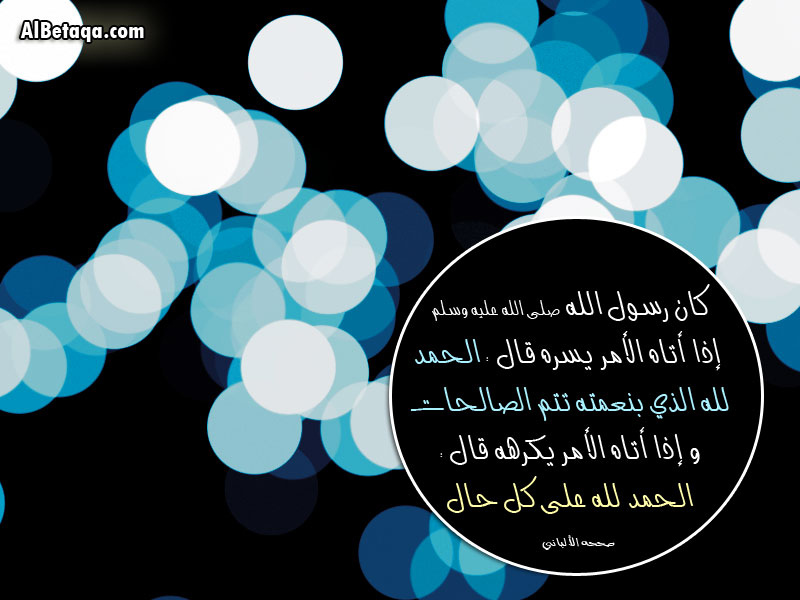 AlBetaqa.com
كان رسول الله صلى الله عليه وسلم
إذا أتاه الأمر يسره قال : الحمد
لله الذي بنعمته تتم الصالحات
و إذا أتاه الأمر يكرهه قال :
الحمد لله على كل حال
صححه الألباني